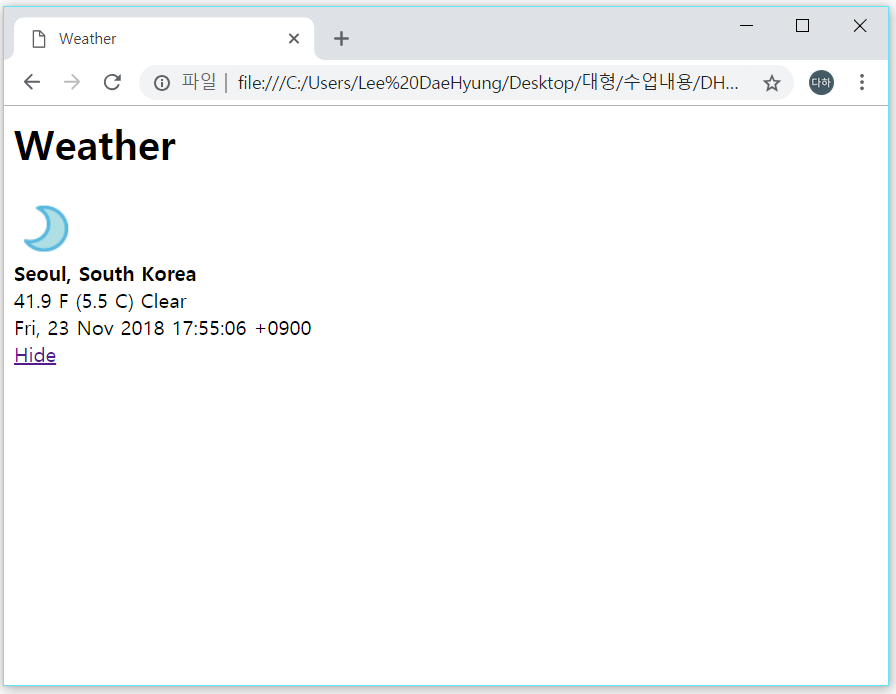 Weather
파일 | file:///C:/Users/Lee%20DaeHyung/Desktop/대형/수업내용/DH...
다하
Weather
Seoul, South Korea
41.9 F (5.5 C) Clear
Fri, 23 Nov 2018 17:55:06 +0900
Hide